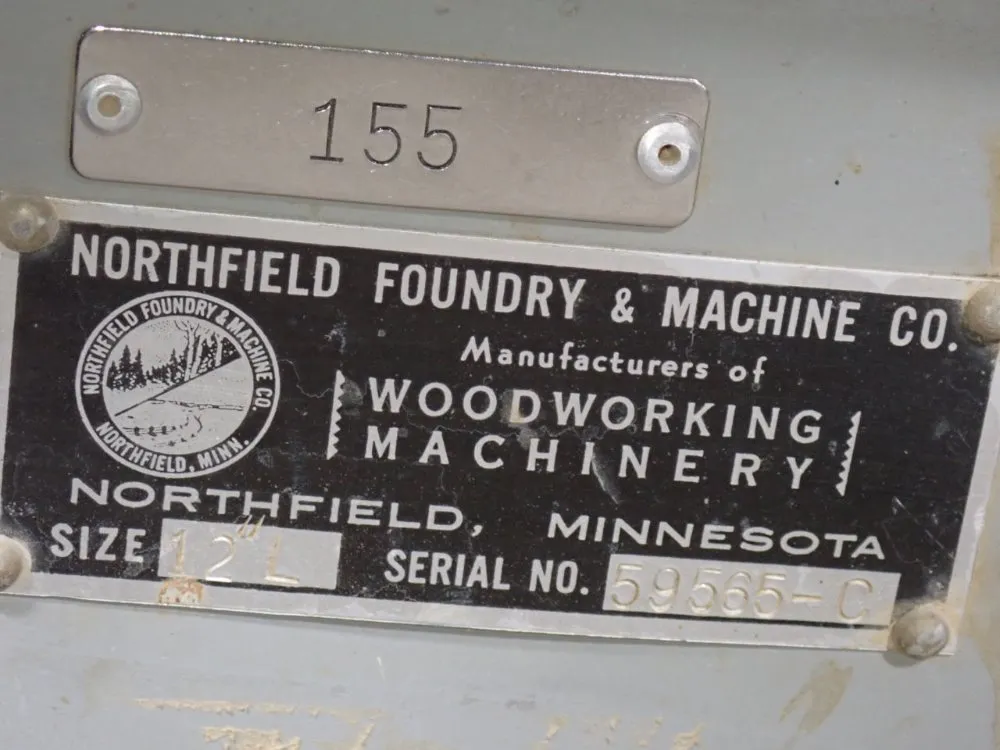 155
NORTHFIELD FOUNDRY & MACHINE CO.
NORTHFIELD FOUNDRY & MACHINE CO.
NORTHFIELD, MINN.
Manufacturers of
WOODWORKING
MACHINERY
NORTHFIELD, MINNESOTA
SIZE 12" L SERIAL NO. 59565-C